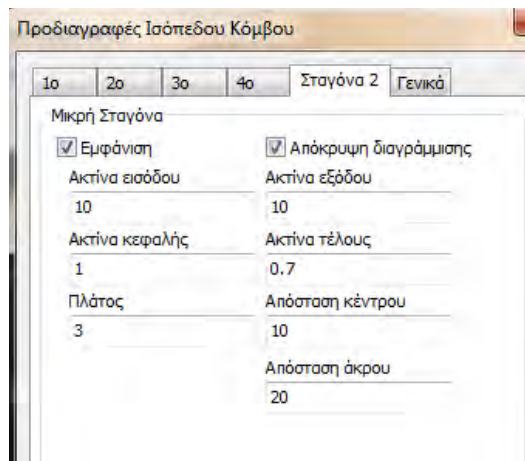 Προδιαγραφές Ισόπεδου Κόμβου
1ο 2ο 3ο 4ο Σταγόνα 2 Γενικά
Μικρή Σταγόνα
Εμφάνιση Απόκρυψη διαγράμμισης
Ακτίνα εισόδου Ακτίνα εξόδου
10 10
Ακτίνα κεφαλής Ακτίνα τέλους
1 0.7
Πλάτος Απόσταση κέντρου
3 10
Απόσταση άκρου
20